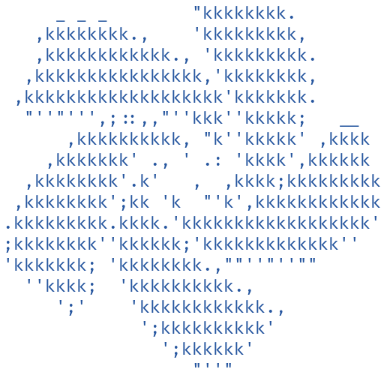 _ _ _ "kkkkkkkk.
,kkkkkkkk., 'kkkkkkkkk,
,kkkkkkkkkkkk., 'kkkkkkkkk.
,kkkkkkkkkkkkkkkk,'kkkkkkkk,
,kkkkkkkkkkkkkkkkkkk'kkkkkkk.
"''"''',;::,,"''kkk''kkkkk; __
,kkkkkkkkkk, "k''kkkkk' ,kkkk
,kkkkkkk' ., ' .: 'kkkk',kkkkkk
,kkkkkkkk'.k' , ,kkkk;kkkkkkkkk
,kkkkkkkk';kk 'k "'k',kkkkkkkkkkkk
.kkkkkkkkk.kkkk.'kkkkkkkkkkkkkkkkkk'
;kkkkkkkk''kkkkkk;'kkkkkkkkkkkkk''
'kkkkkkk; 'kkkkkkkk.,""''"''""
''kkkk; 'kkkkkkkkkk.,
';' 'kkkkkkkkkkkk.,
';kkkkkkkkkk'
';kkkkkk'
"''"